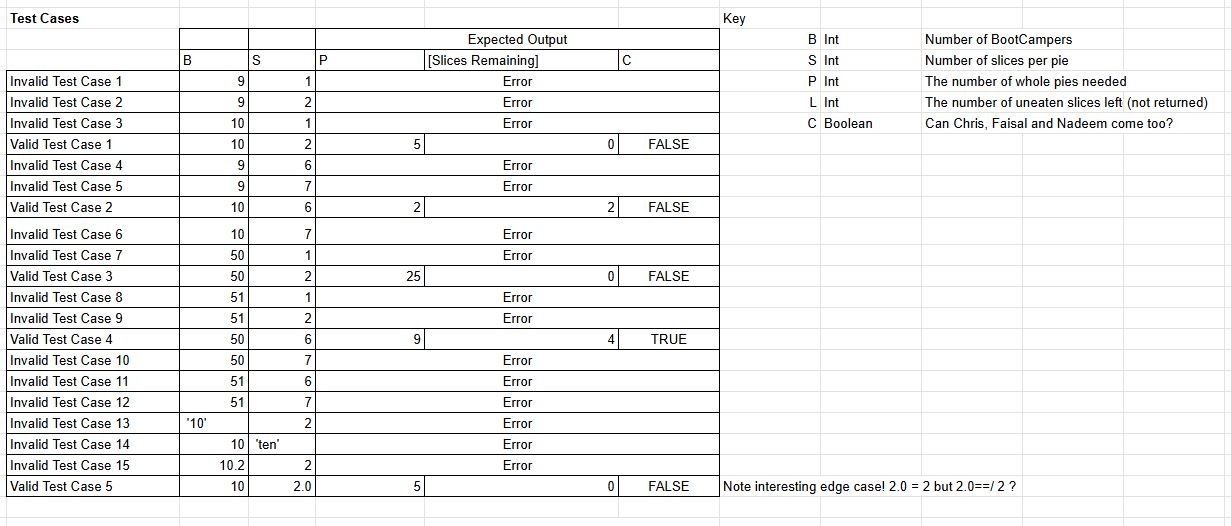 Test Cases Key
Expected Output B Int Number of BootCampers
B S P [Slices Remaining] C S Int Number of slices per pie
Invalid Test Case 1 9 1 Error P Int The number of whole pies needed
Invalid Test Case 2 9 2 Error L Int The number of uneaten slices left (not returned)
Invalid Test Case 3 10 1 Error C Boolean Can Chris, Faisal and Nadeem come too?
Valid Test Case 1 10 2 5 0 FALSE
Invalid Test Case 4 9 6 Error
Invalid Test Case 5 9 7 Error
Valid Test Case 2 10 6 2 2 FALSE
Invalid Test Case 6 10 7 Error
Invalid Test Case 7 50 1 Error
Valid Test Case 3 50 2 25 0 FALSE
Invalid Test Case 8 51 1 Error
Invalid Test Case 9 51 2 Error
Valid Test Case 4 50 6 9 4 TRUE
Invalid Test Case 10 50 7 Error
Invalid Test Case 11 51 6 Error
Invalid Test Case 12 51 7 Error
Invalid Test Case 13 '10' 2 Error
Invalid Test Case 14 10 'ten' Error
Invalid Test Case 15 10.2 2 Error
Valid Test Case 5 10 2.0 5 0 FALSE Note interesting edge case! 2.0 = 2 but 2.0==/ 2 ?